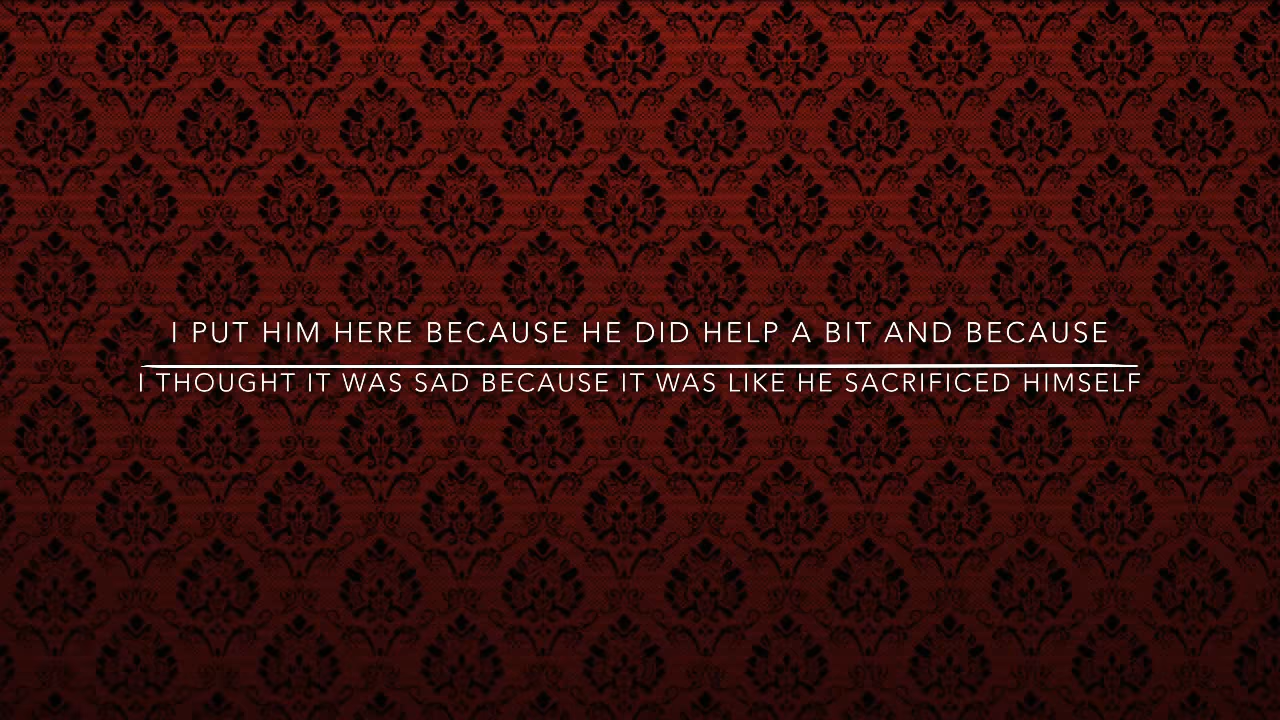 I PUT HIM HERE BECAUSE HE DID HELP A BIT AND BECAUSE
I THOUGHT IT WAS SAD BECAUSE IT WAS LIKE HE SACRIFICED HIMSELF